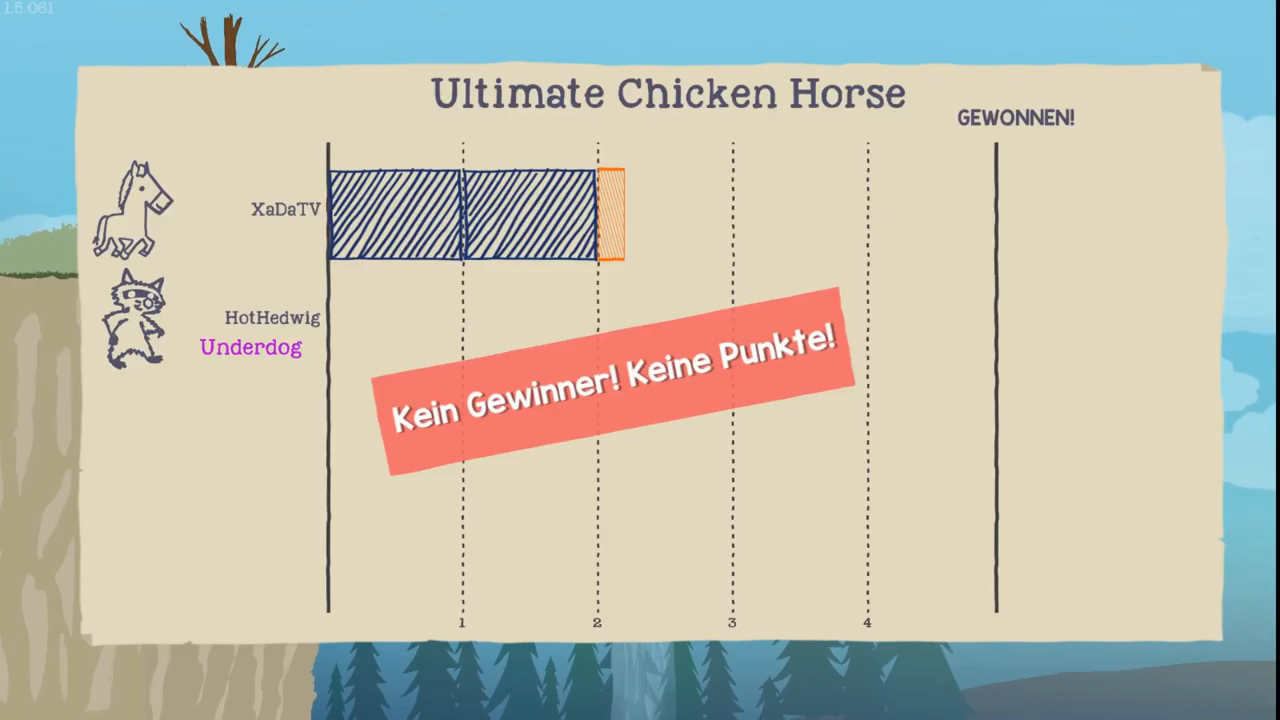 1.5.061
Ultimate Chicken Horse
GEWONNEN!
XaDaTV
HotHedwig
Underdog
Kein Gewinner! Keine Punkte!
1 2 3 4